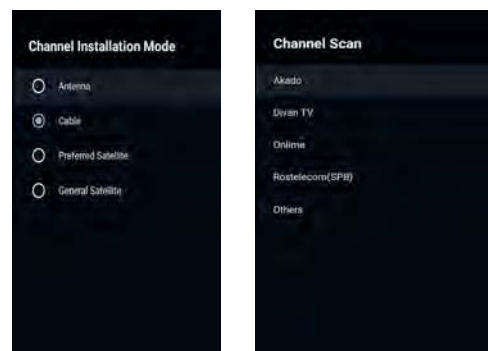 Channel Installation Mode
Antenna
Cable
Preferred Satellite
General Satellite
Channel Scan
Akado
Divan TV
Onlime
Rostelecom(SPB)
Others